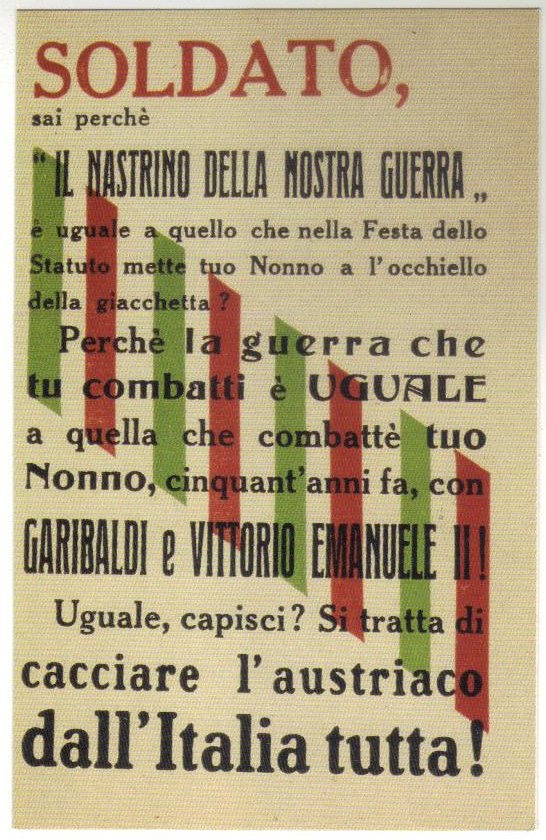 SOLDATO,
sai perchè
“ IL NASTRINO DELLA NOSTRA GUERRA „
è uguale a quello che nella Festa dello
Statuto mette tuo Nonno a l'occhiello
della giacchetta ?
Perchè la guerra che
tu combatti è UGUALE
a quella che combattè tuo
Nonno, cinquant'anni fa, con
GARIBALDI e VITTORIO EMANUELE II !
Uguale, capisci? Si tratta di
cacciare l'austriaco
dall'Italia tutta!